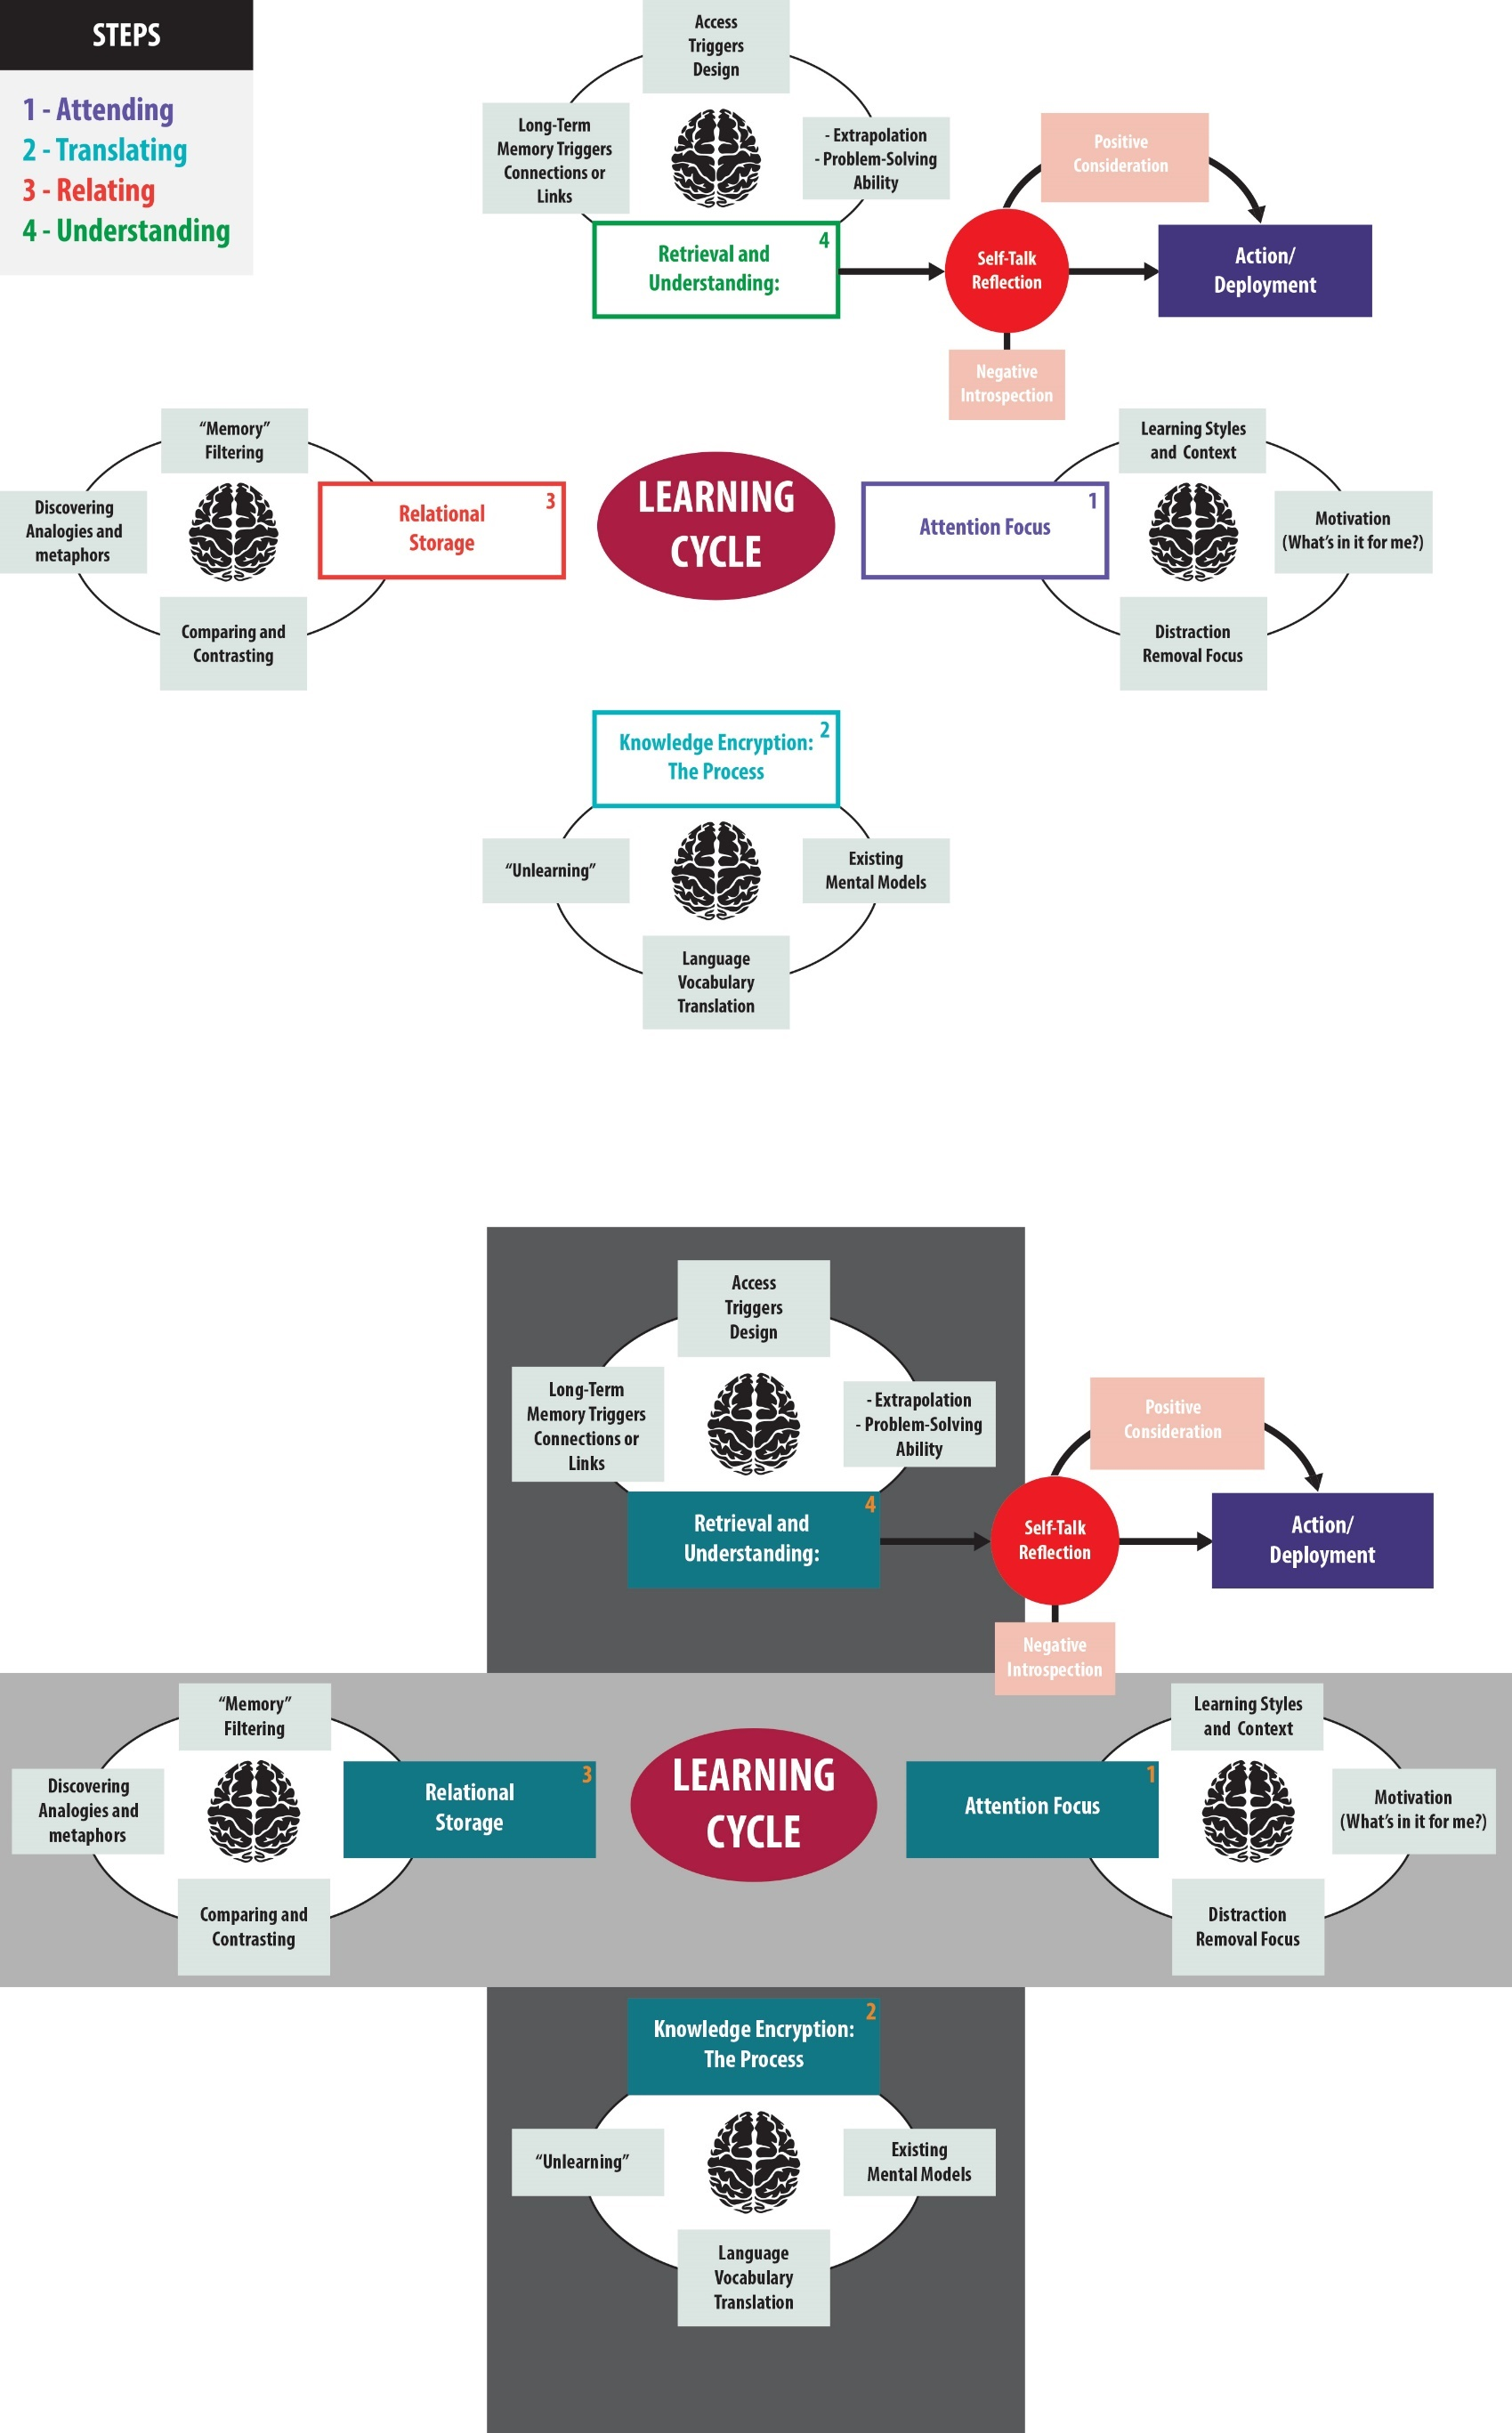 STEPS
1 - Attending
2 - Translating
3 - Relating
4 - Understanding
Access
Triggers
Design
Long-Term
Memory Triggers
Connections or
Links
- Extrapolation
- Problem-Solving
Ability
4
Retrieval and
Understanding:
Positive
Consideration
Self-Talk
Reflection
Action/
Deployment
Negative
Introspection
“Memory”
Filtering
Discovering
Analogies and
metaphors
3
Relational
Storage
Comparing and
Contrasting
LEARNING
CYCLE
Learning Styles
and Context
1
Attention Focus
Motivation
(What’s in it for me?)
Distraction
Removal Focus
2
Knowledge Encryption:
The Process
“Unlearning”
Existing
Mental Models
Language
Vocabulary
Translation
Access
Triggers
Design
Long-Term
Memory Triggers
Connections or
Links
- Extrapolation
- Problem-Solving
Ability
4
Retrieval and
Understanding:
Positive
Consideration
Self-Talk
Reflection
Action/
Deployment
Negative
Introspection
“Memory”
Filtering
Discovering
Analogies and
metaphors
3
Relational
Storage
Comparing and
Contrasting
LEARNING
CYCLE
Learning Styles
and Context
1
Attention Focus
Motivation
(What’s in it for me?)
Distraction
Removal Focus
2
Knowledge Encryption:
The Process
“Unlearning”
Existing
Mental Models
Language
Vocabulary
Translation